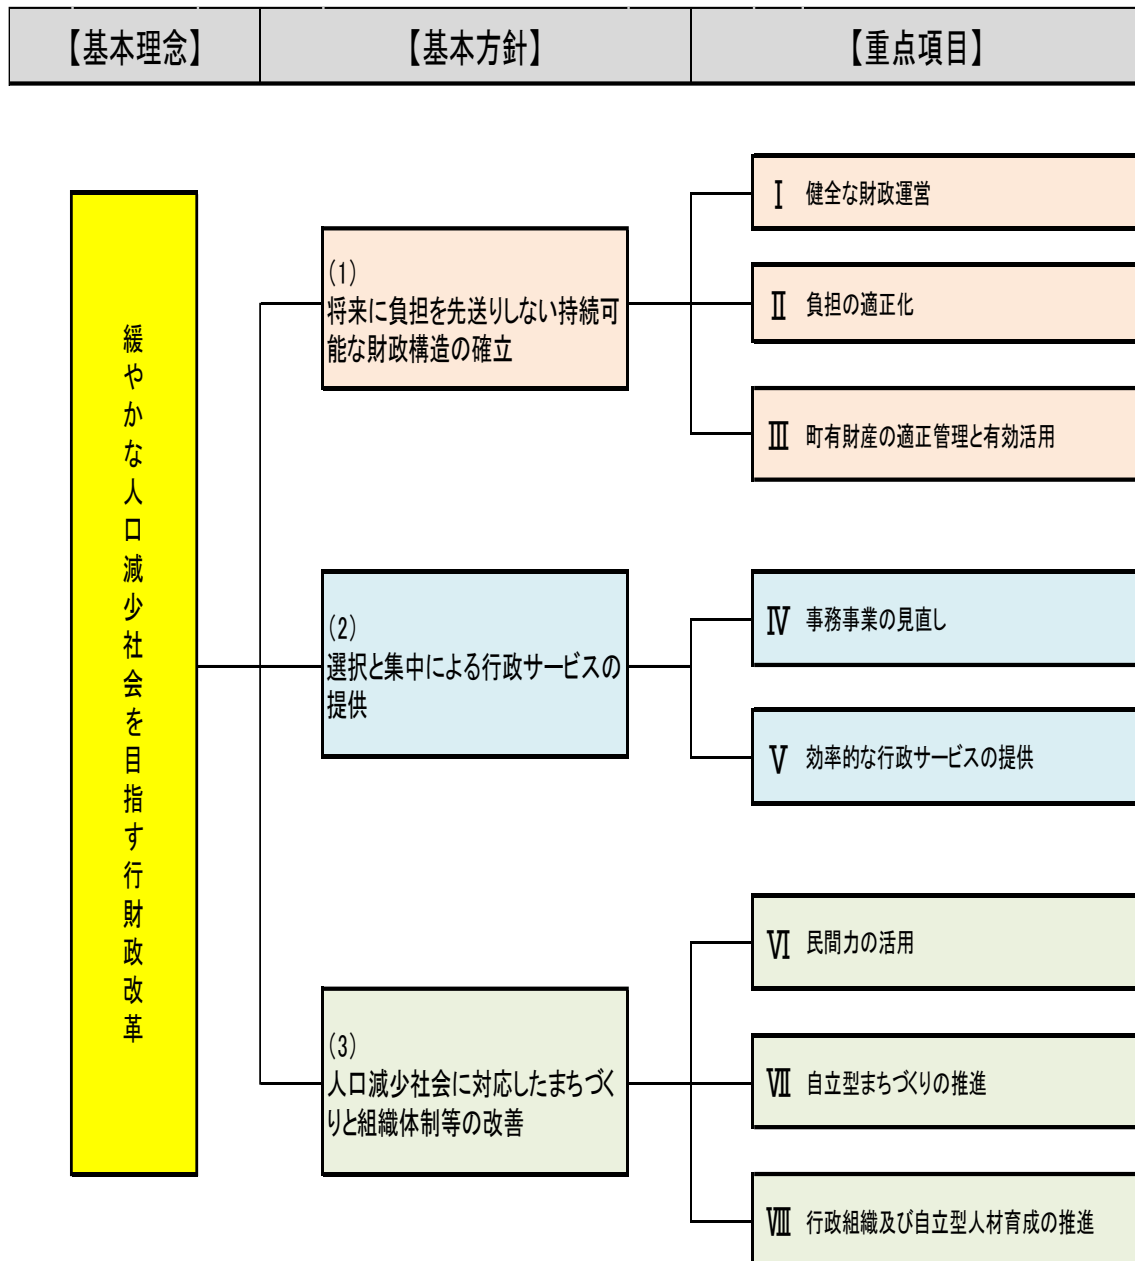 【基本理念】
【基本方針】
【重点項目】
緩やかな人口減少社会を目指す行財政改革
(1)
将来に負担を先送りしない持続可
能な財政構造の確立
Ⅰ 健全な財政運営
Ⅱ 負担の適正化
Ⅲ 町有財産の適正管理と有効活用
(2)
選択と集中による行政サービスの
提供
Ⅳ 事務事業の見直し
Ⅴ 効率的な行政サービスの提供
(3)
人口減少社会に対応したまちづく
りと組織体制等の改善
Ⅵ 民間力の活用
Ⅶ 自立型まちづくりの推進
Ⅷ 行政組織及び自立型人材育成の推進